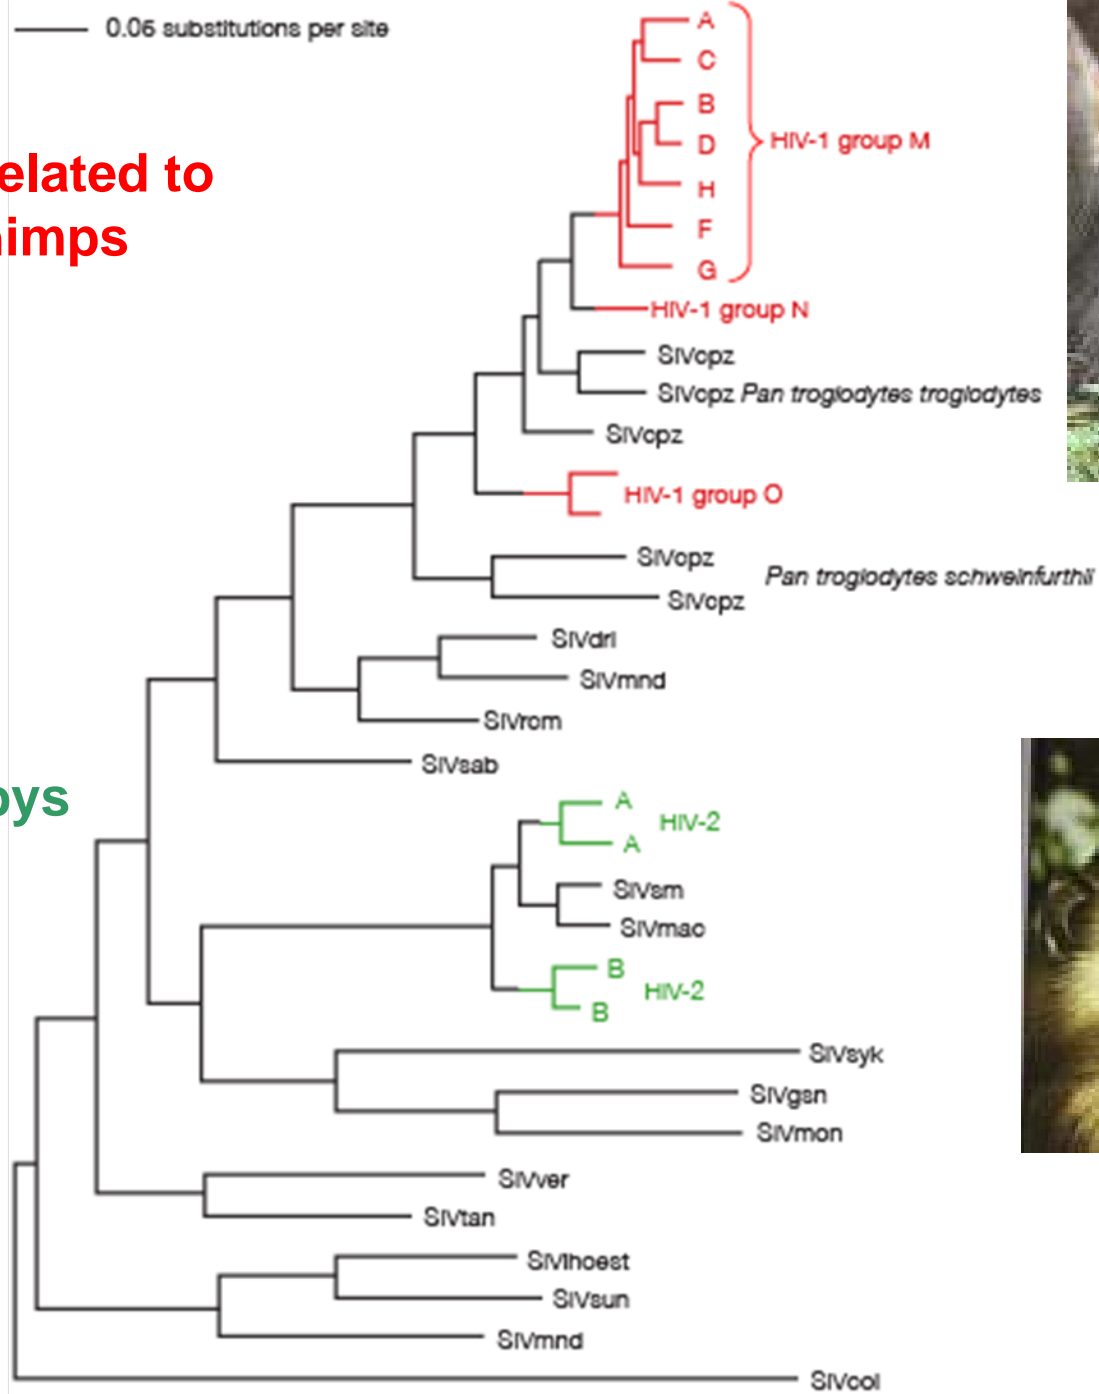 0.05 substitutions per site
elated to
imps
A
C
B
D
H
F
G
HIV-1 group M
HIV-1 group N
SIVcpz
SIVcpz Pan troglodytes troglodytes
SIVcpz
HIV-1 group O
SIVcpz
Pan troglodytes schweinfurthii
SIVcpz
SIVdrl
SIVmnd
SIVrcm
SIVsab
ys
A
HIV-2
A
SIVsm
SIVmac
B
HIV-2
B
SIVsyk
SIVgsn
SIVmon
SIVver
SIVtan
SIVlhoest
SIVsun
SIVmnd
SIVcol